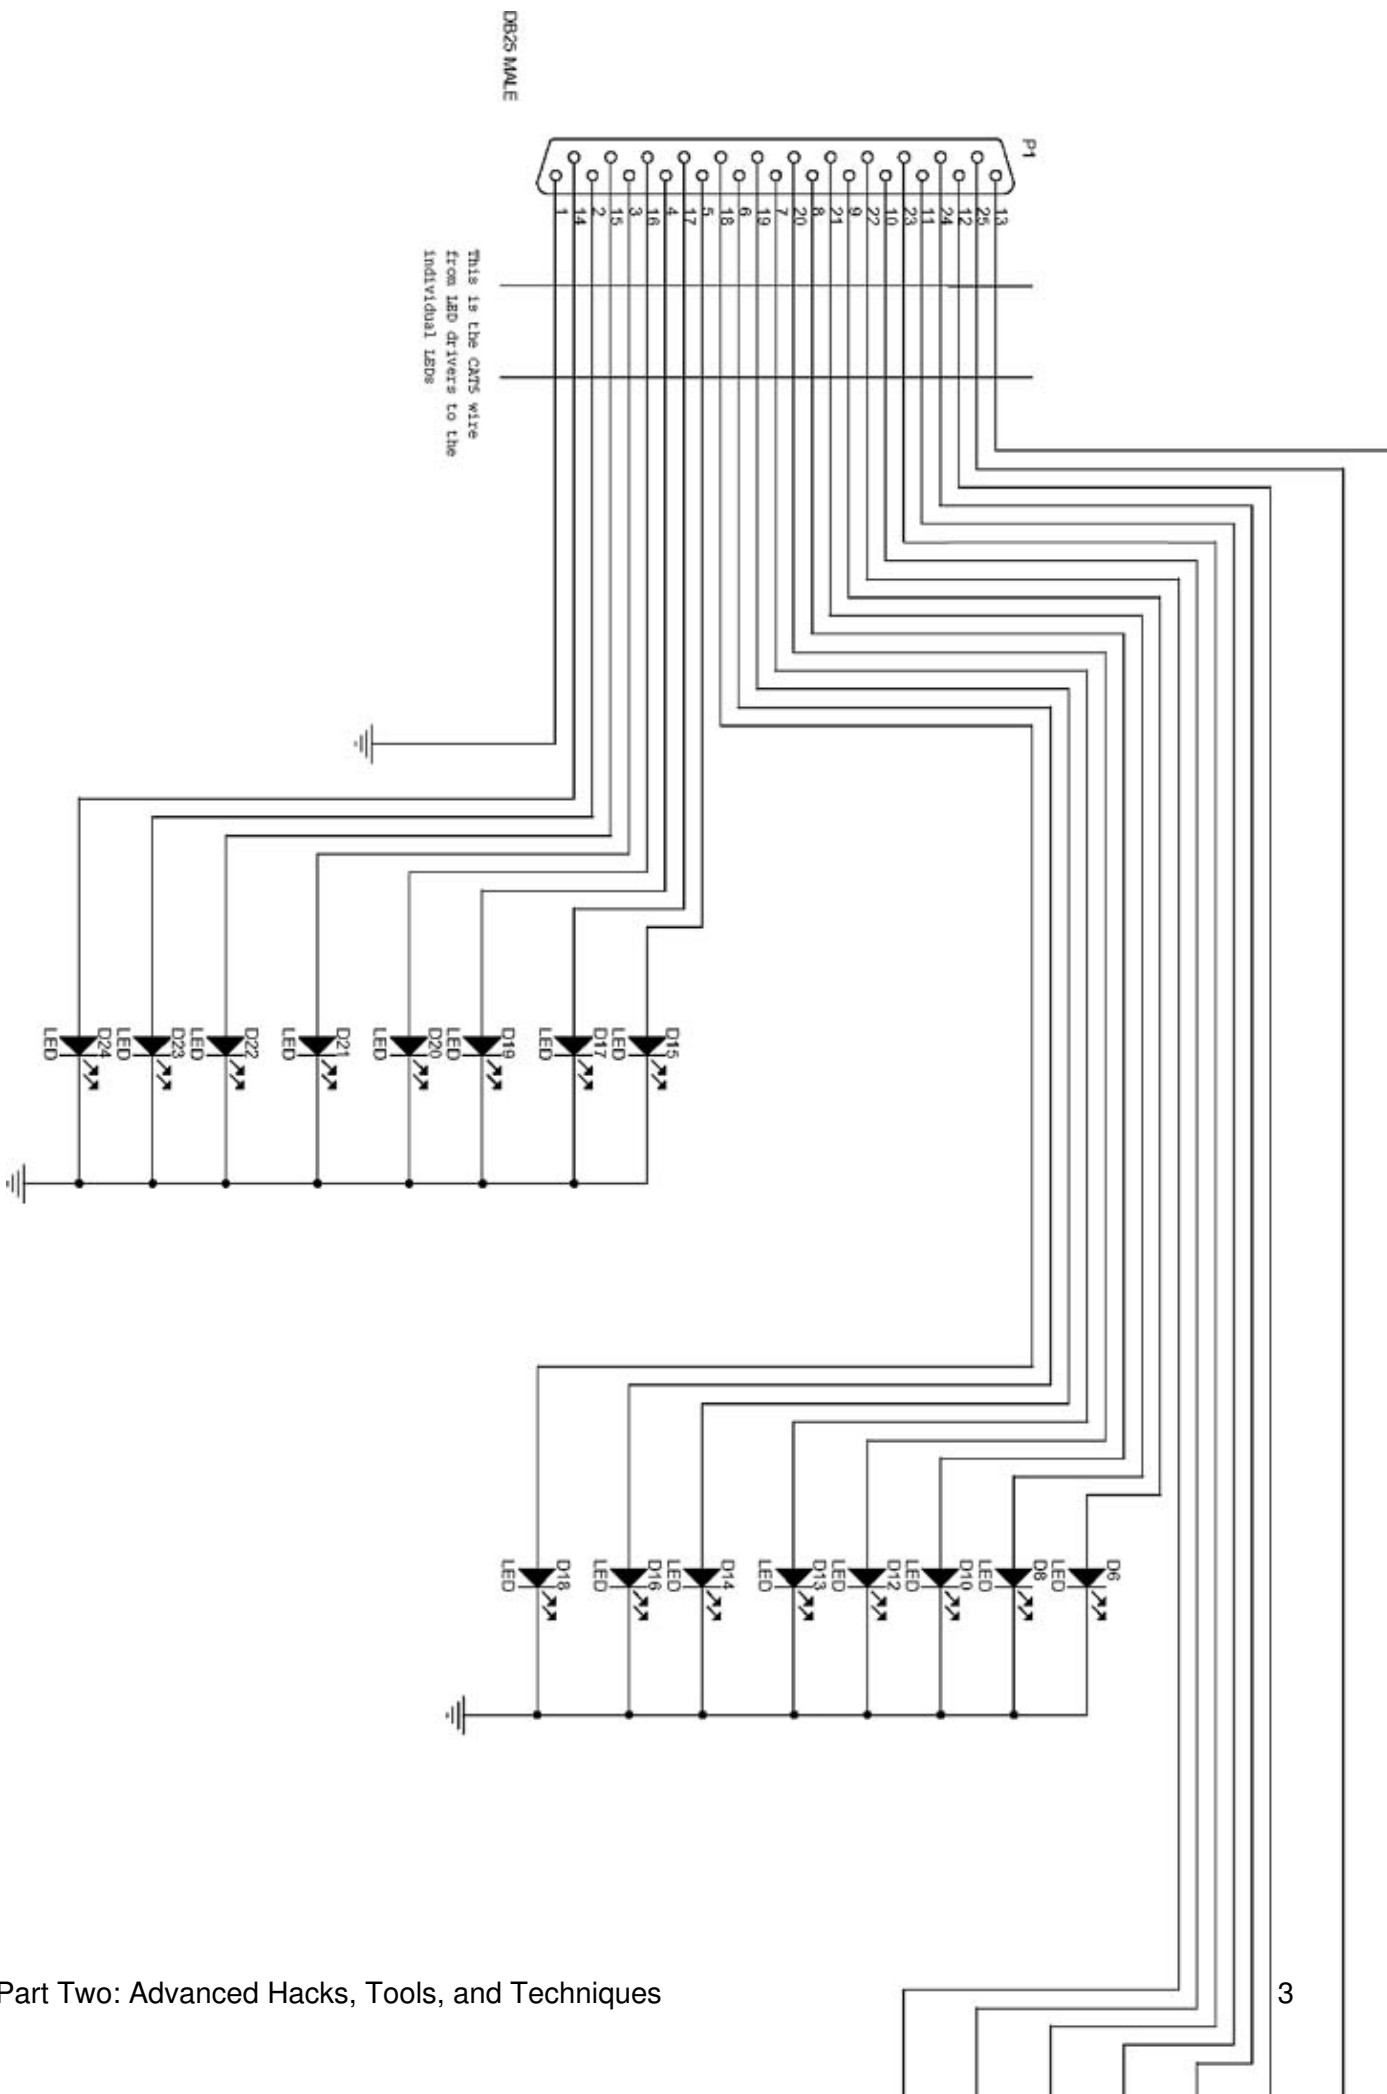 DB25 MALE
P1
1
14
2
15
3
16
4
17
5
18
6
19
7
20
8
21
9
22
10
23
11
24
12
25
13
This is the CAT5 wire
from LED drivers to the
individual LEDs
D24
LED
D23
LED
D22
LED
D21
LED
D20
LED
D19
LED
D17
LED
D15
LED
D18
LED
D16
LED
D14
LED
D13
LED
D12
LED
D10
LED
D8
LED
D6
LED
Part Two: Advanced Hacks, Tools, and Techniques
3